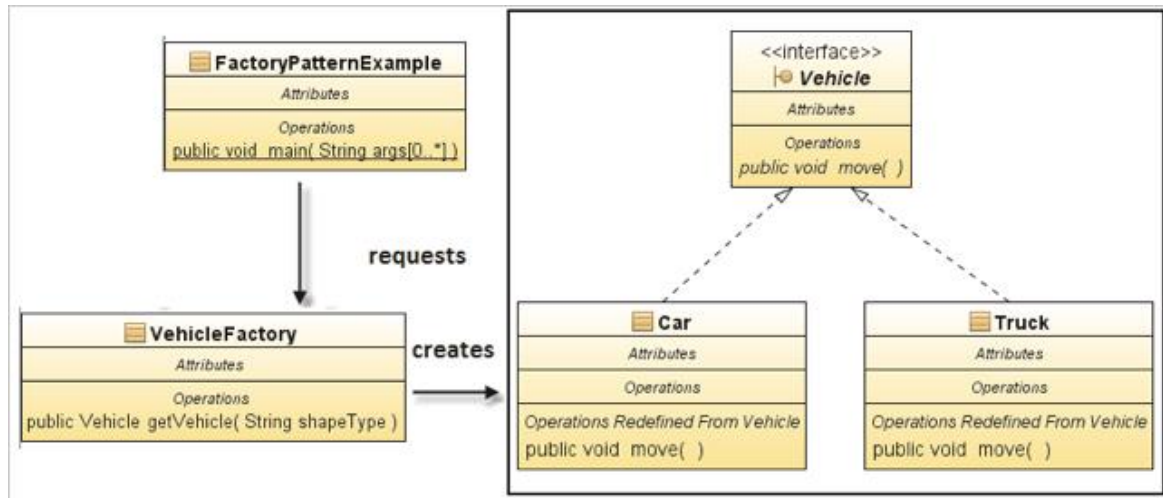 FactoryPatternExample
Attributes
Operations
public void main( String args[0..*] )
requests
VehicleFactory
Attributes
Operations
public Vehicle getVehicle( String shapeType )
creates
<<interface>>
Vehicle
Attributes
Operations
public void move( )
Car
Attributes
Operations
Operations Redefined From Vehicle
public void move( )
Truck
Attributes
Operations
Operations Redefined From Vehicle
public void move( )